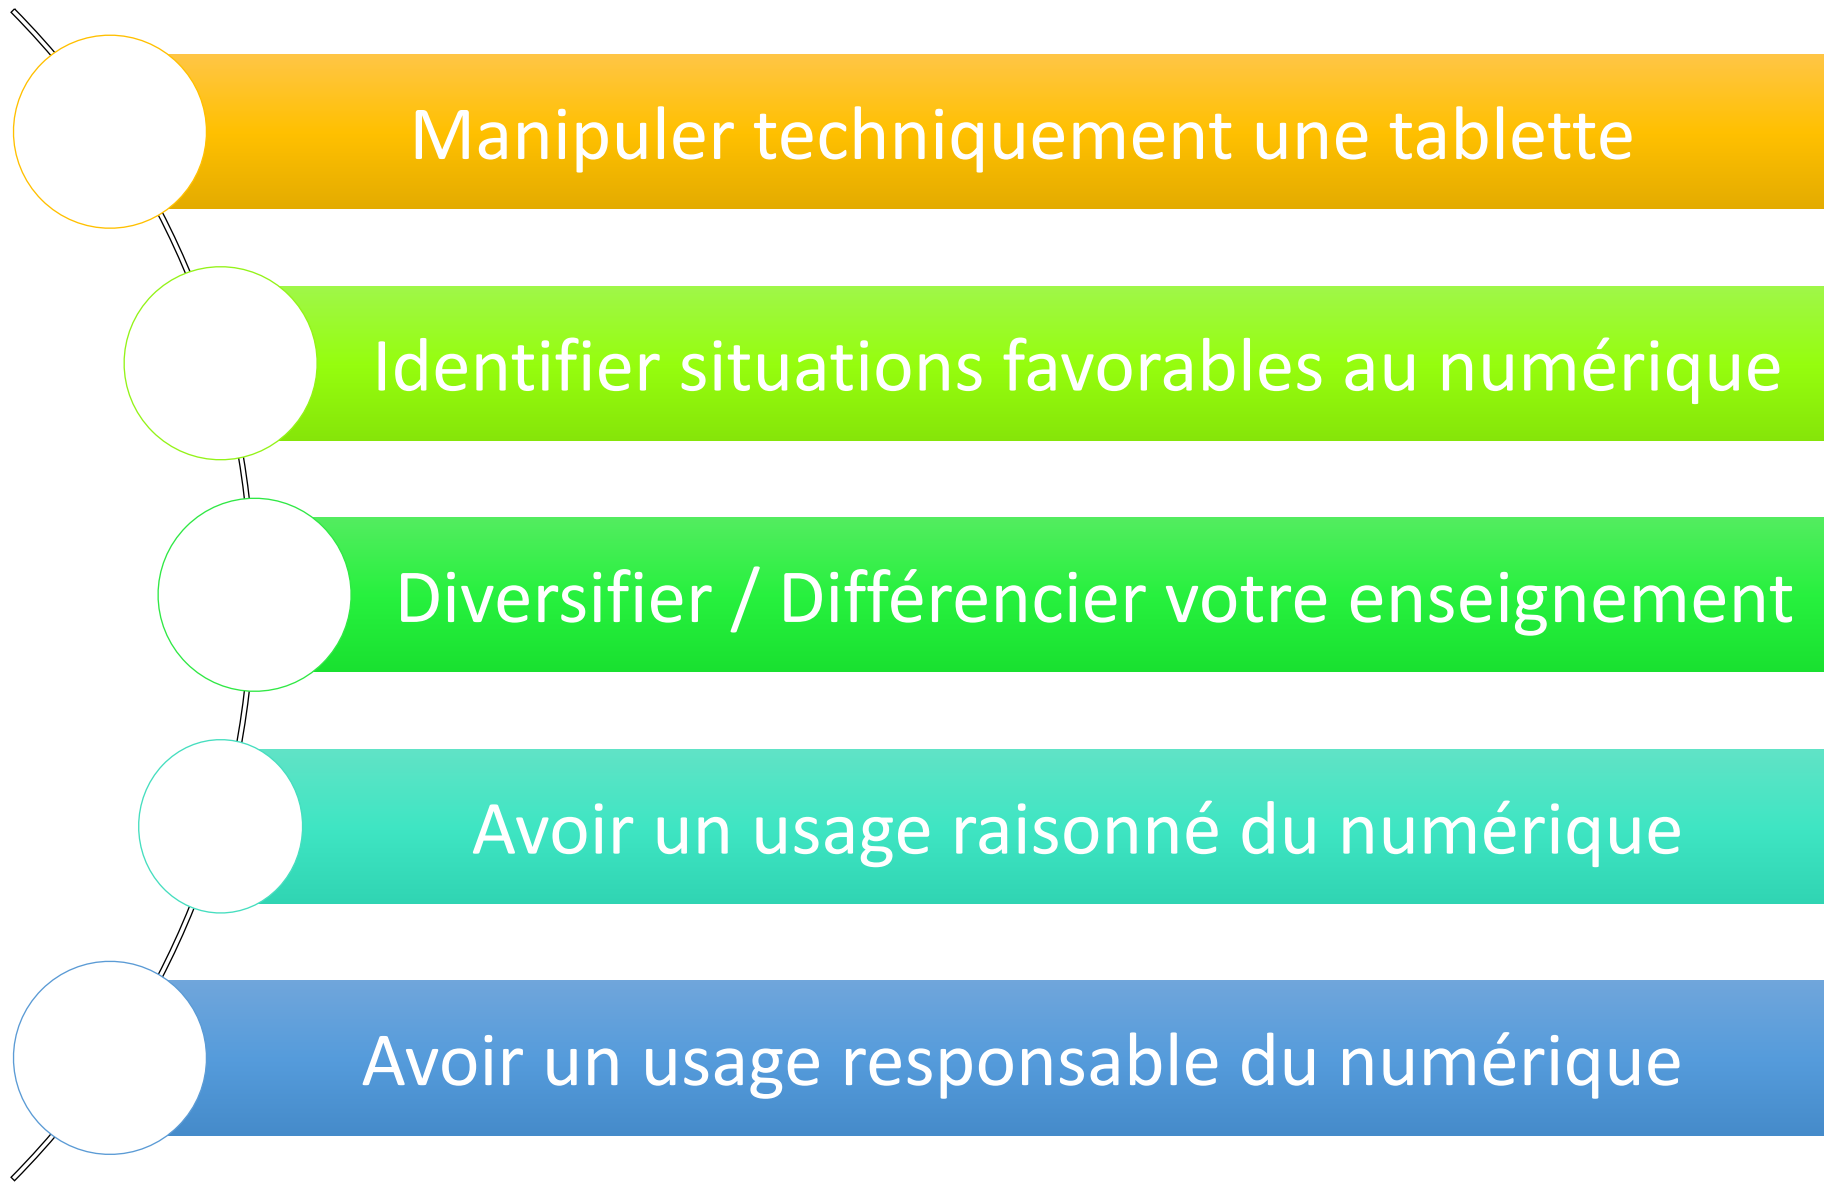 Manipuler techniquement une tablette
Identifier situations favorables au numérique
Diversifier / Différencier votre enseignement
Avoir un usage raisonné du numérique
Avoir un usage responsable du numérique